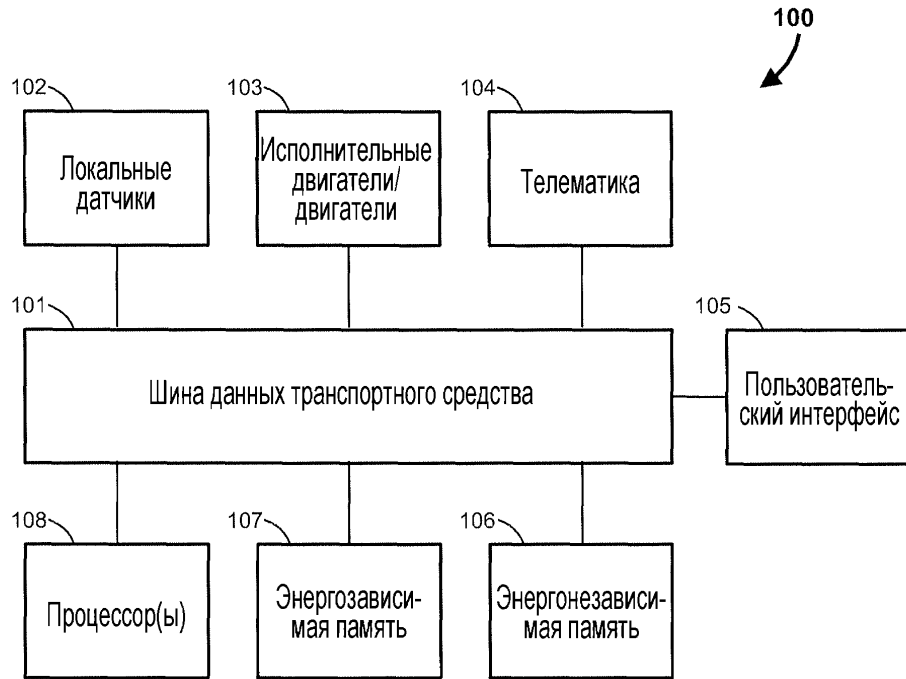 100
102
103
104
Локальные
датчики
Исполнительные
двигатели/
двигатели
Телематика
101
105
Шина данных транспортного средства
Пользователь-
ский интерфейс
108
107
106
Процессор(ы)
Энергозависи-
мая память
Энергонезависи-
мая память